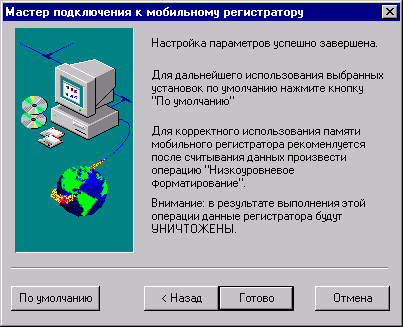 Мастер подключения к мобильному регистратору
Настройка параметров успешно завершена.
Для дальнейшего использования выбранных
установок по умолчанию нажмите кнопку
"По умолчанию"
Для корректного использования памяти
мобильного регистратора рекоменлуется
после считывания данных произвести
операцию "Низкоуровневое
форматирование".
Внимание: в результате выполнения этой
операции данные регистратора будут
УНИЧТОЖЕНЫ.
По умолчанию
< Назад
Готово
Отмена